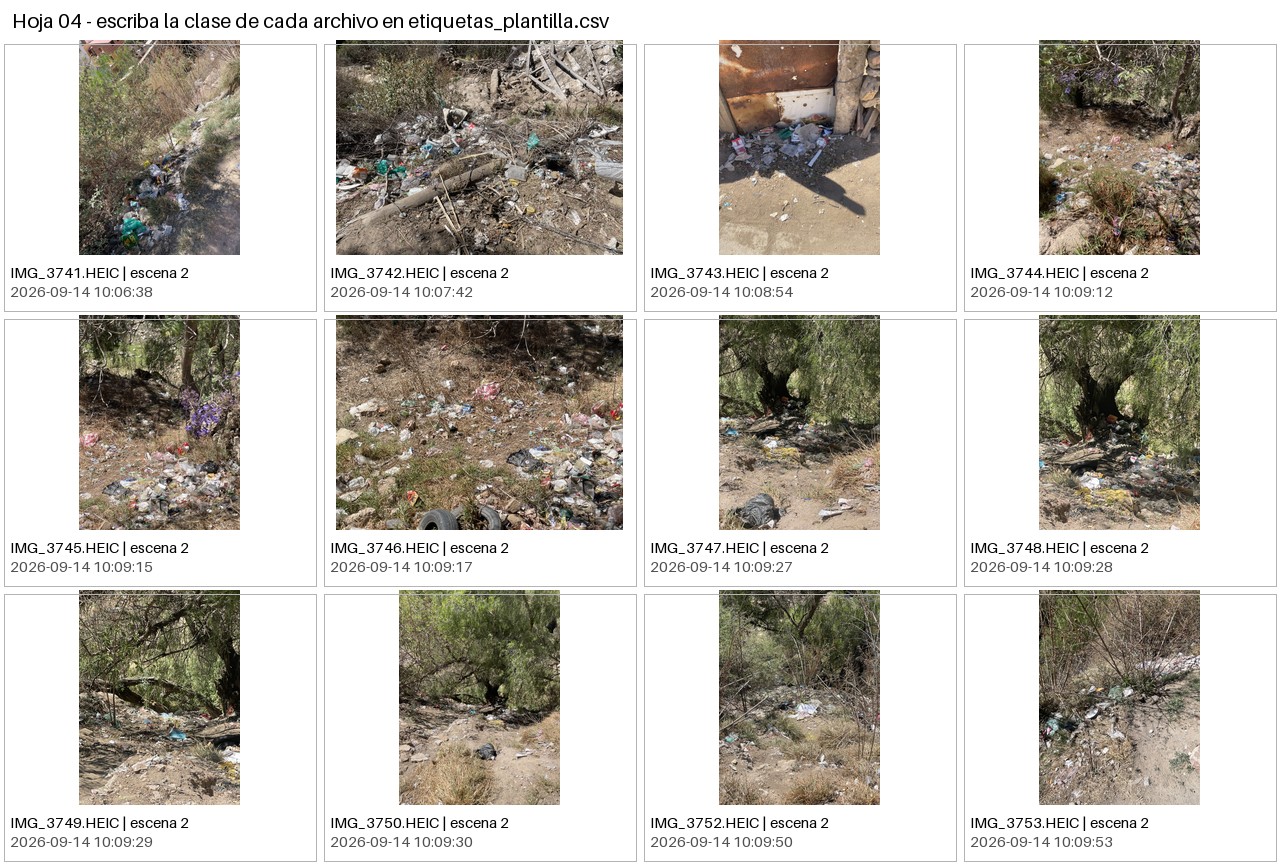 Hoja 04 - escriba la clase de cada archivo en etiquetas_plantilla.csv
IMG_3741.HEIC | escena 2
2026-09-14 10:06:38
IMG_3742.HEIC | escena 2
2026-09-14 10:07:42
IMG_3743.HEIC | escena 2
2026-09-14 10:08:54
IMG_3744.HEIC | escena 2
2026-09-14 10:09:12
IMG_3745.HEIC | escena 2
2026-09-14 10:09:15
IMG_3746.HEIC | escena 2
2026-09-14 10:09:17
IMG_3747.HEIC | escena 2
2026-09-14 10:09:27
IMG_3748.HEIC | escena 2
2026-09-14 10:09:28
IMG_3749.HEIC | escena 2
2026-09-14 10:09:29
IMG_3750.HEIC | escena 2
2026-09-14 10:09:30
IMG_3752.HEIC | escena 2
2026-09-14 10:09:50
IMG_3753.HEIC | escena 2
2026-09-14 10:09:53